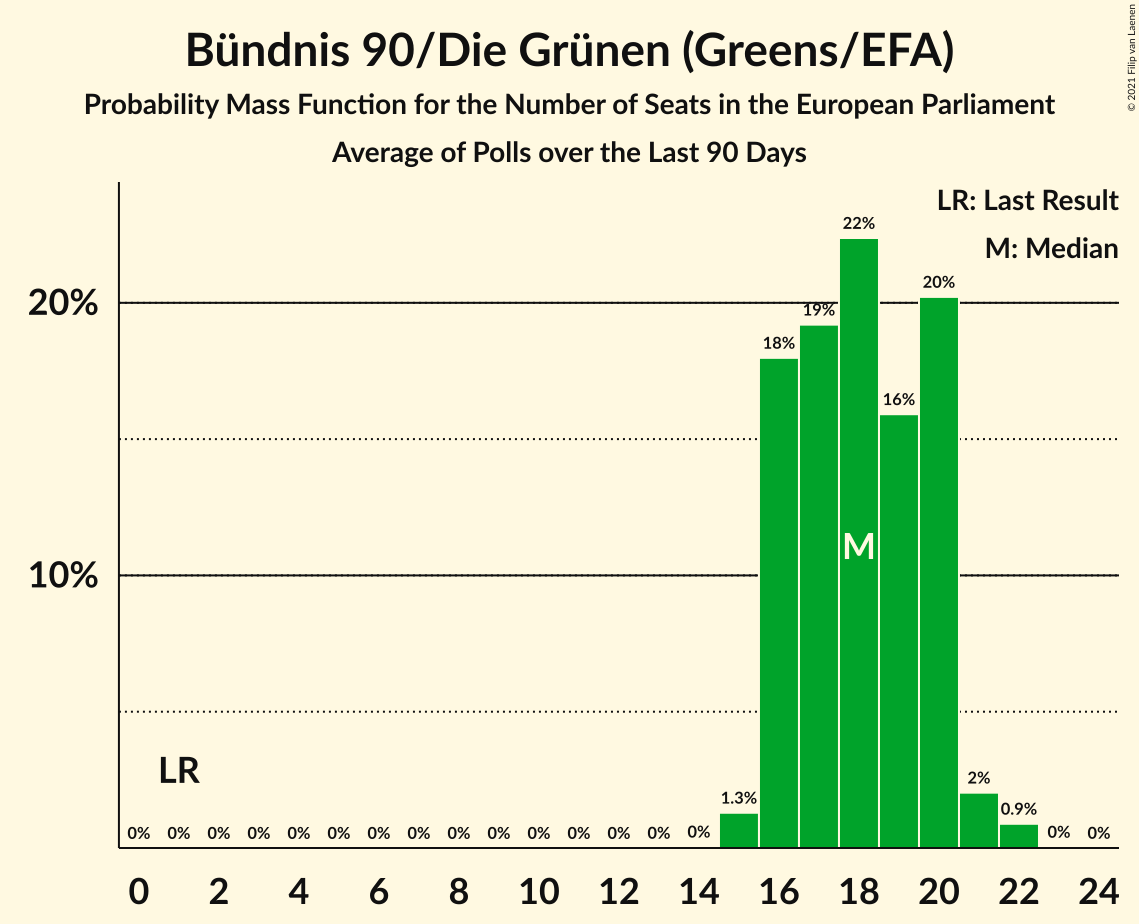 Bündnis 90/Die Grünen (Greens/EFA)
Probability Mass Function for the Number of Seats in the European Parliament
Average of Polls over the Last 90 Days
© 2021 Filip van Laenen
LR: Last Result
M: Median
20%
10%
LR
M
0% 0% 0% 0% 0% 0% 0% 0% 0% 0% 0% 0% 0% 0% 0% 1.3% 18% 19% 22% 16% 20% 2% 0.9% 0% 0%
0 2 4 6 8 10 12 14 16 18 20 22 24